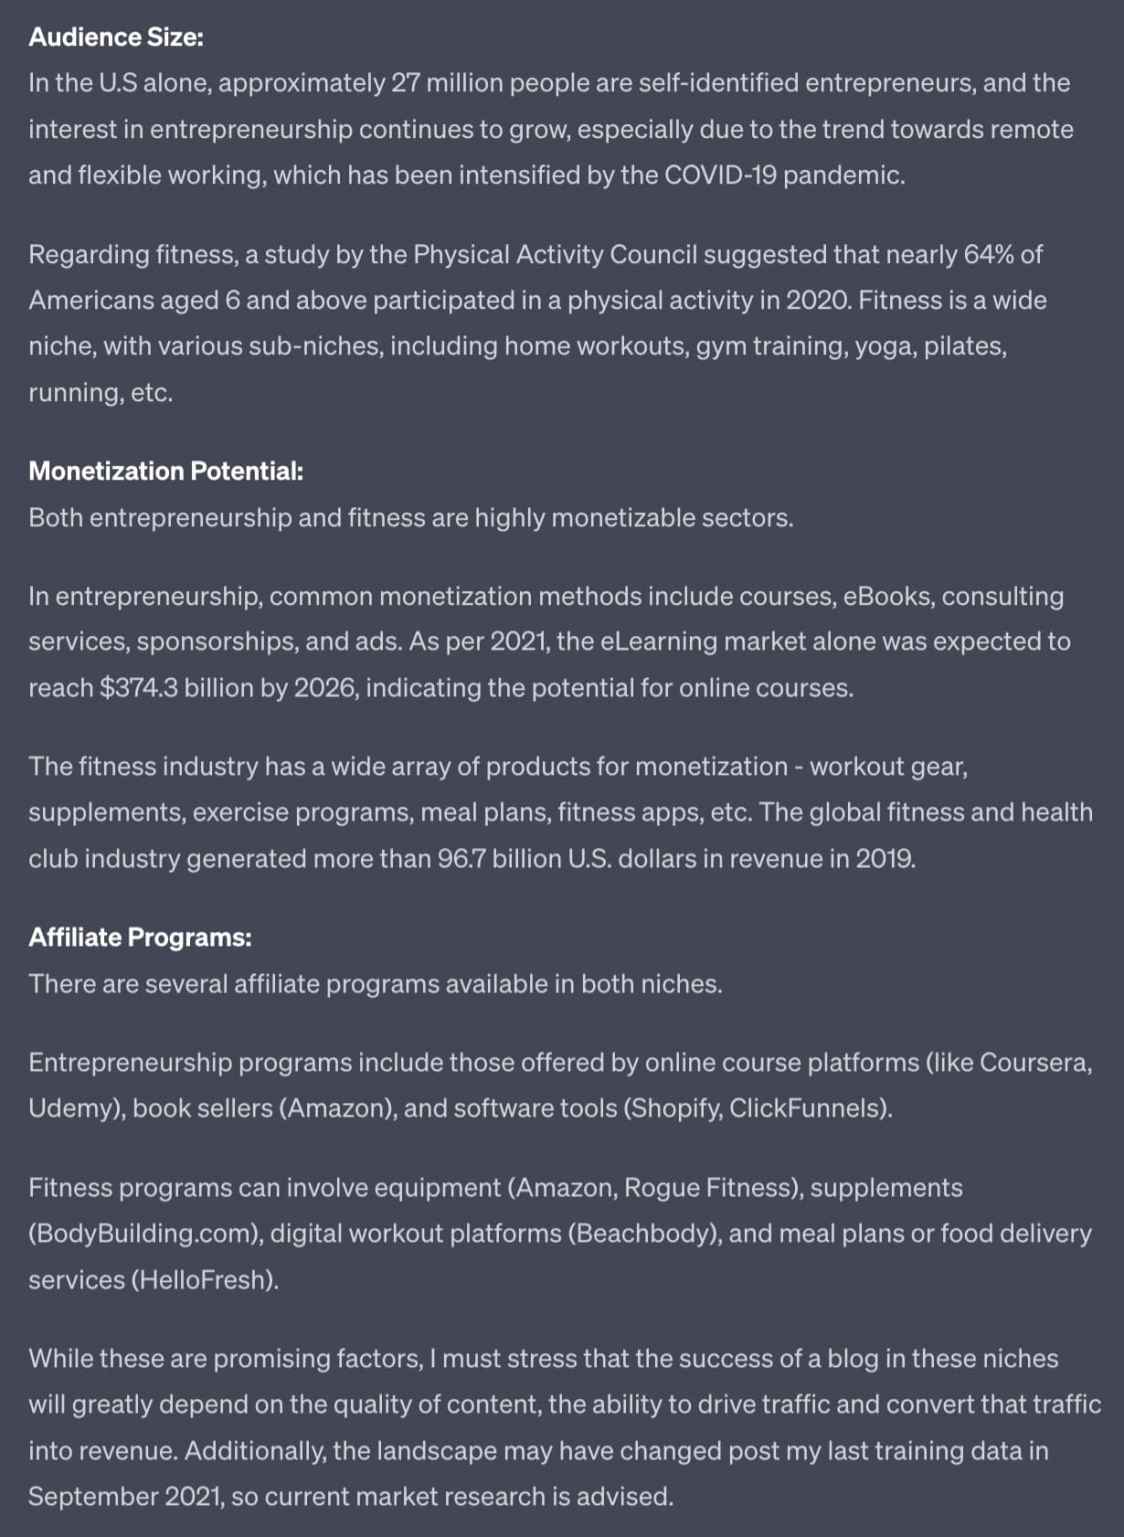 Audience Size:
In the U.S alone, approximately 27 million people are self-identified entrepreneurs, and the
interest in entrepreneurship continues to grow, especially due to the trend towards remote
and flexible working, which has been intensified by the COVID-19 pandemic.
Regarding fitness, a study by the Physical Activity Council suggested that nearly 64% of
Americans aged 6 and above participated in a physical activity in 2020. Fitness is a wide
niche, with various sub-niches, including home workouts, gym training, yoga, pilates,
running, etc.
Monetization Potential:
Both entrepreneurship and fitness are highly monetizable sectors.
In entrepreneurship, common monetization methods include courses, eBooks, consulting
services, sponsorships, and ads. As per 2021, the eLearning market alone was expected to
reach $374.3 billion by 2026, indicating the potential for online courses.
The fitness industry has a wide array of products for monetization - workout gear,
supplements, exercise programs, meal plans, fitness apps, etc. The global fitness and health
club industry generated more than 96.7 billion U.S. dollars in revenue in 2019.
Affiliate Programs:
There are several affiliate programs available in both niches.
Entrepreneurship programs include those offered by online course platforms (like Coursera,
Udemy), book sellers (Amazon), and software tools (Shopify, ClickFunnels).
Fitness programs can involve equipment (Amazon, Rogue Fitness), supplements
(BodyBuilding.com), digital workout platforms (Beachbody), and meal plans or food delivery
services (HelloFresh).
While these are promising factors, I must stress that the success of a blog in these niches
will greatly depend on the quality of content, the ability to drive traffic and convert that traffic
into revenue. Additionally, the landscape may have changed post my last training data in
September 2021, so current market research is advised.